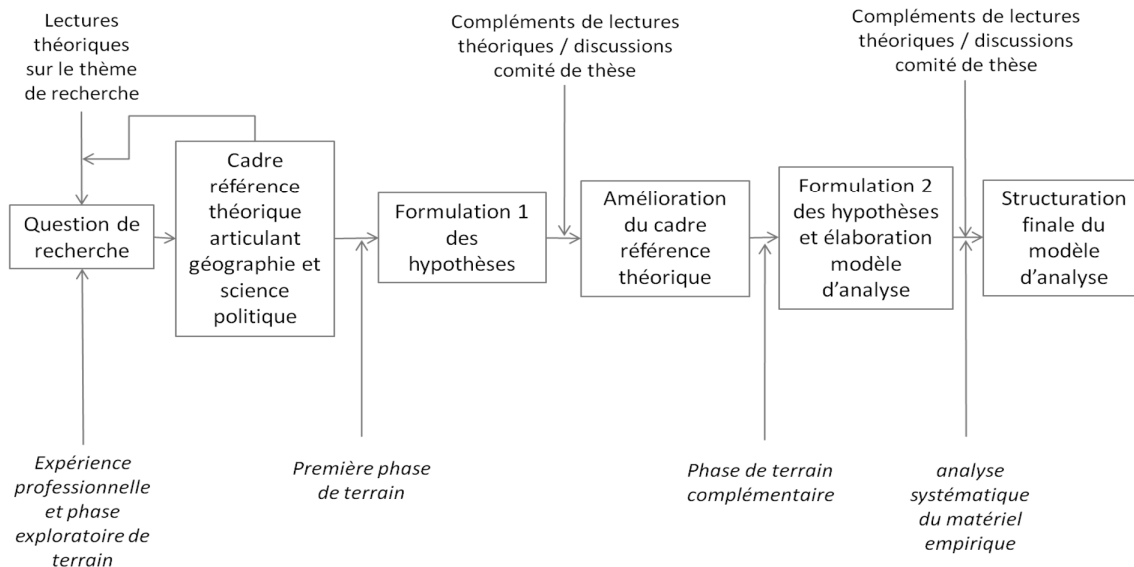 Lectures
théoriques
sur le thème
de recherche
Compléments de lectures
théoriques / discussions
comité de thèse
Compléments de lectures
théoriques / discussions
comité de thèse
Question de
recherche
Cadre
référence
théorique
articulant
géographie et
science
politique
Formulation 1
des
hypothèses
Amélioration
du cadre
référence
théorique
Formulation 2
des hypothèses
et élaboration
modèle
d’analyse
Structuration
finale du
modèle
d’analyse
Expérience
professionnelle
et phase
exploratoire de
terrain
Première phase
de terrain
Phase de terrain
complémentaire
analyse
systématique
du matériel
empirique